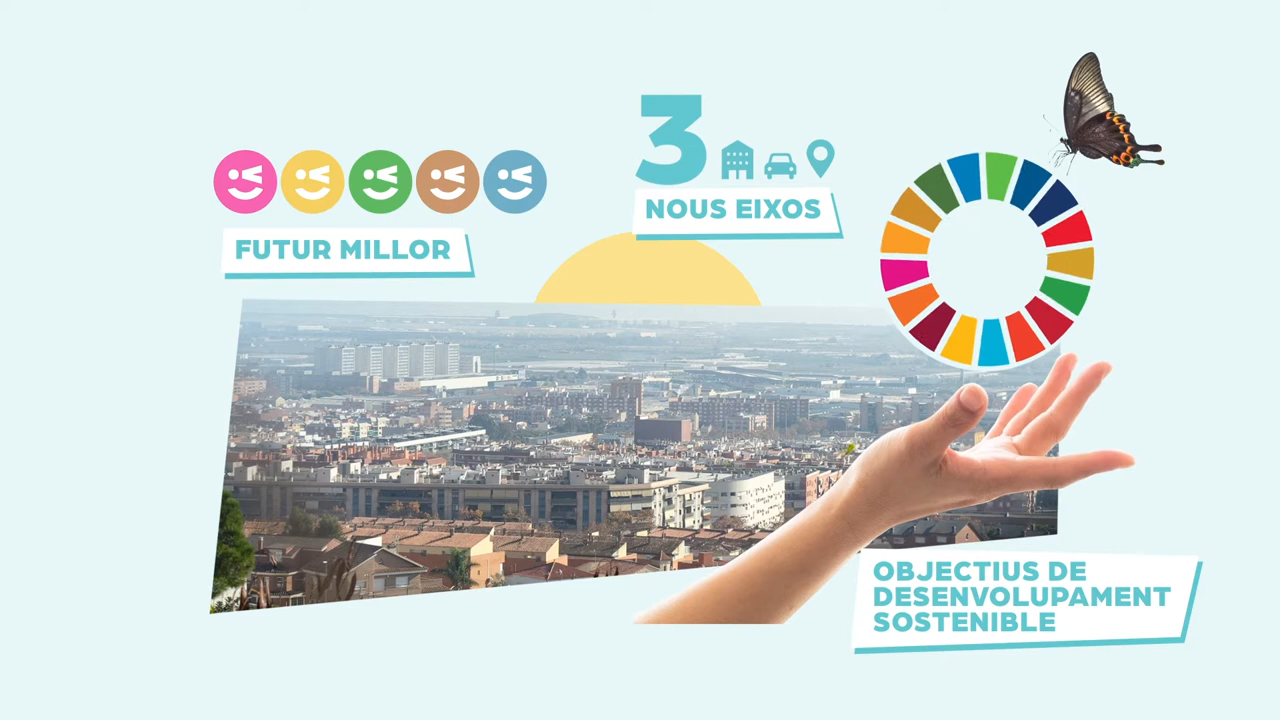 FUTUR MILLOR
3
NOUS EIXOS
OBJECTIUS DE
DESENVOLUPAMENT
SOSTENIBLE